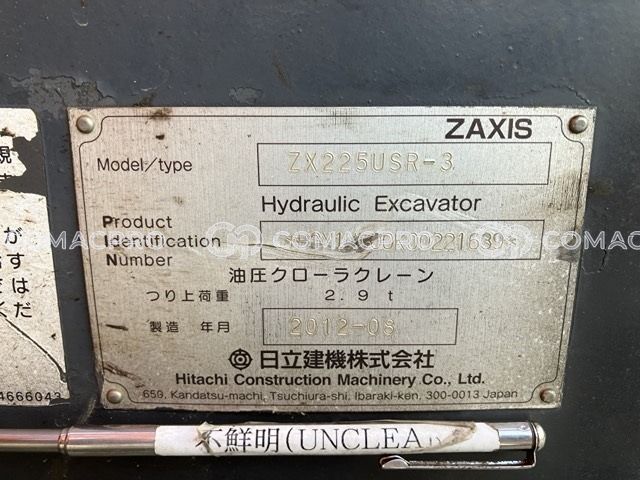 ZAXIS
Model/type ZX225USR-3
Hydraulic Excavator
Product
Identification
Number
油圧クローラクレーン
つり上荷重 2.9 t
製造 年月 2012-08
日立建機株式会社
Hitachi Construction Machinery Co., Ltd.
650, Kandatsu-machi, Tsuchiura-shi, Ibaraki-ken, 300-0013 Japan
4666043
不鮮明(UNCLEA